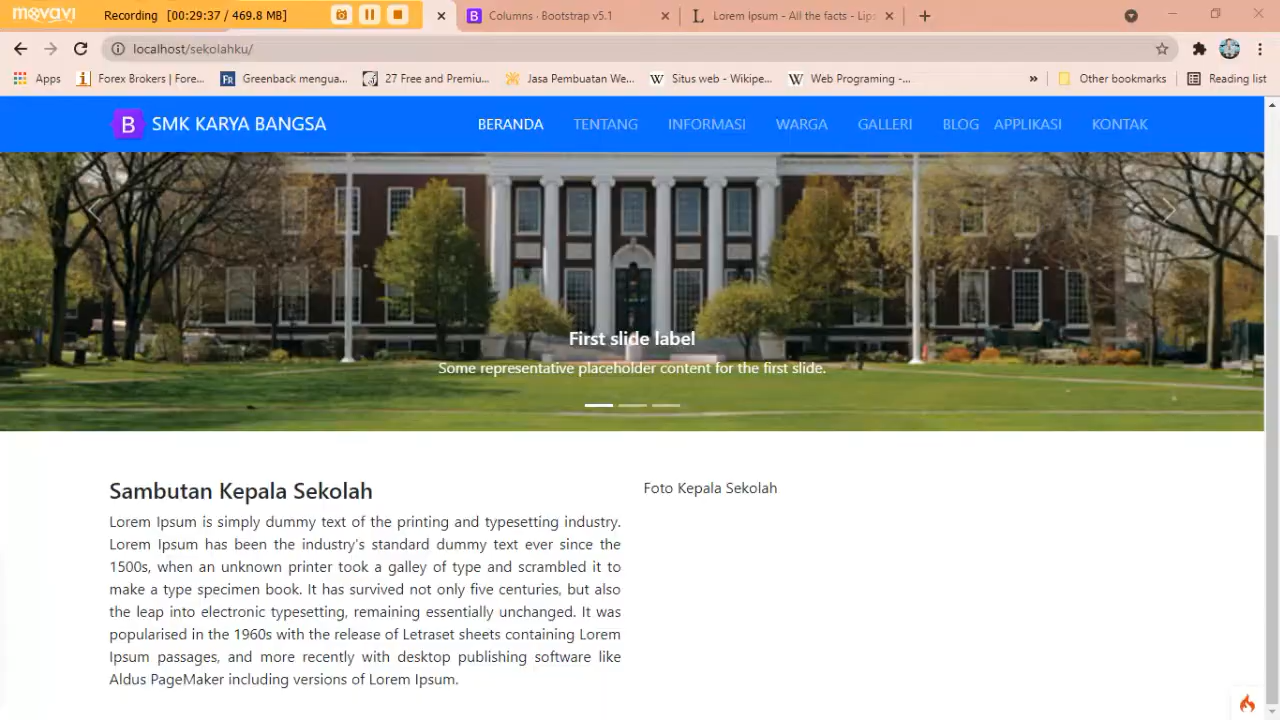 movavi
Recording [00:29:37 / 469.8 MB]
Columns · Bootstrap v5.1
Lorem Ipsum - All the facts - Lips
localhost/sekolahku/
Apps
Forex Brokers | Fore...
Greenback mengua...
27 Free and Premiu...
Jasa Pembuatan We...
Situs web - Wikipe...
Web Programing -...
»
Other bookmarks
Reading list
B SMK KARYA BANGSA
BERANDA
TENTANG
INFORMASI
WARGA
GALLERI
BLOG
APPLIKASI
KONTAK
First slide label
Some representative placeholder content for the first slide.
Sambutan Kepala Sekolah
Lorem Ipsum is simply dummy text of the printing and typesetting industry.
Lorem Ipsum has been the industry's standard dummy text ever since the
1500s, when an unknown printer took a galley of type and scrambled it to
make a type specimen book. It has survived not only five centuries, but also
the leap into electronic typesetting, remaining essentially unchanged. It was
popularised in the 1960s with the release of Letraset sheets containing Lorem
Ipsum passages, and more recently with desktop publishing software like
Aldus PageMaker including versions of Lorem Ipsum.
Foto Kepala Sekolah